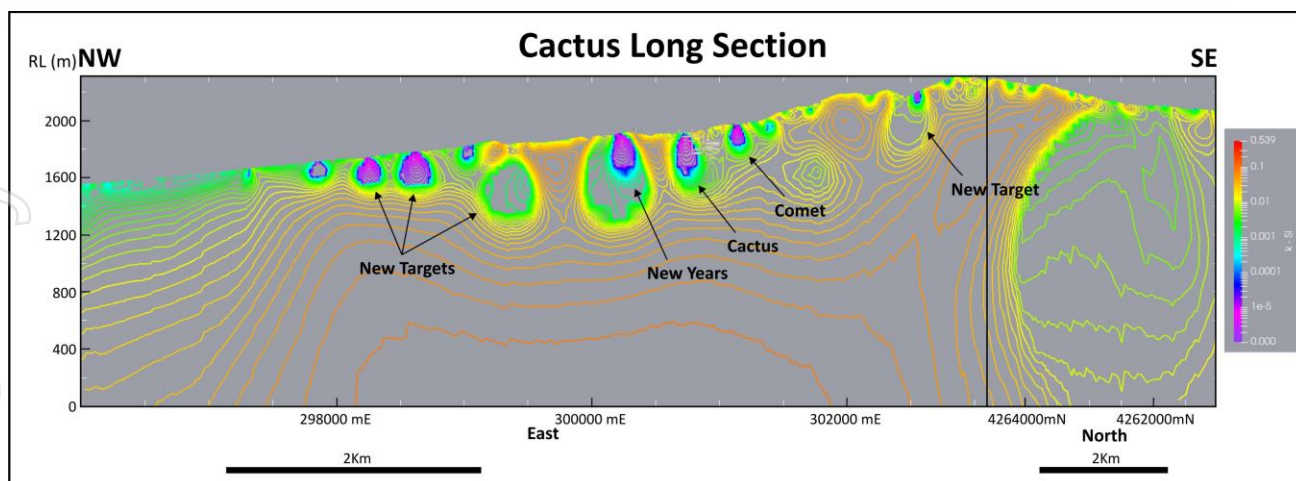 Cactus Long Section
RL (m) NW
SE
2000
1600
1200
800
400
0
New Targets
New Years
Cactus
Comet
New Target
0.539
0.1
0.01
0.001
0.0001
1e-5
0.000
k - SI
298000 mE
300000 mE
302000 mE
4264000mN
4262000mN
East
North
2Km
2Km